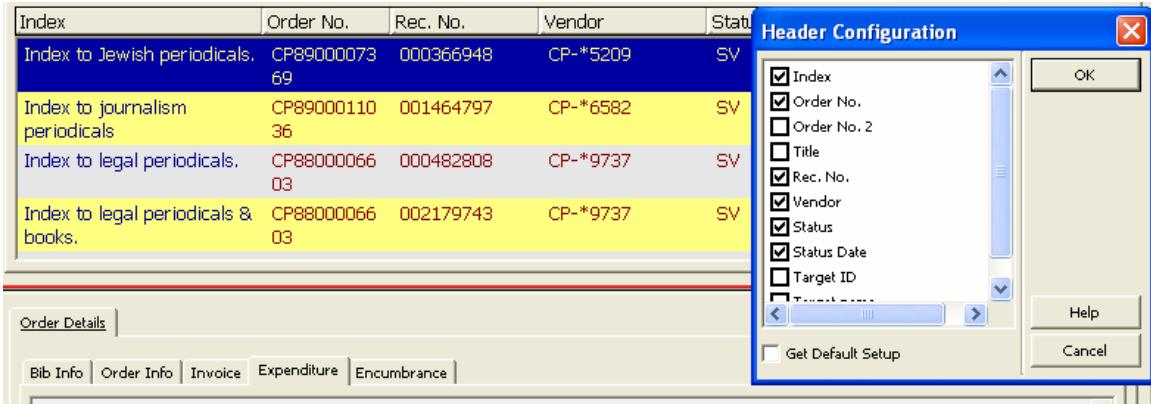 Index Order No. Rec. No. Vendor Statu
Index to Jewish periodicals. CP89000073 000366948 CP-*5209 SV
69
Index to journalism CP89000110 001464797 CP-*6582 SV
periodicals 36
Index to legal periodicals. CP88000066 000482808 CP-*9737 SV
03
Index to legal periodicals & CP88000066 002179743 CP-*9737 SV
books. 03
Header Configuration
Index
Order No.
Order No. 2
Title
Rec. No.
Vendor
Status
Status Date
Target ID
OK
Help
Cancel
Get Default Setup
Order Details
Bib Info Order Info Invoice Expenditure Encumbrance